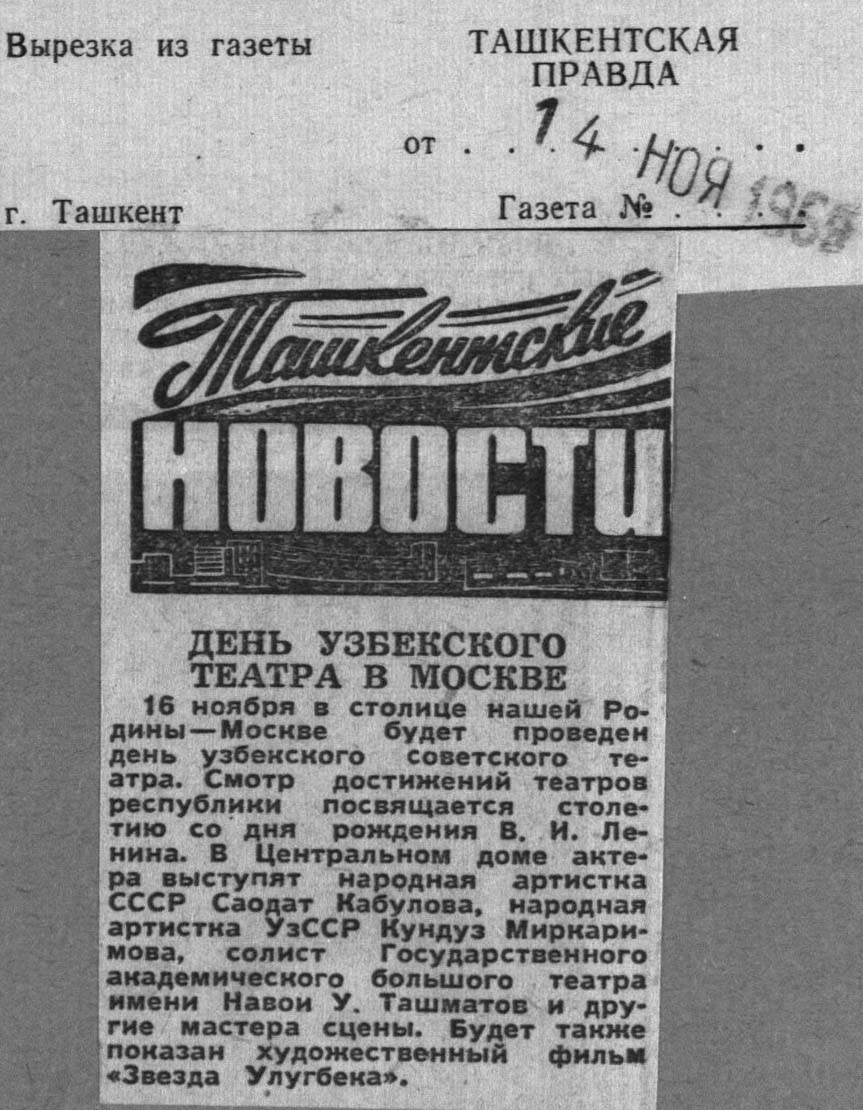 Вырезка из газеты
ТАШКЕНТСКАЯ
ПРАВДА
от . . 14 НОЯ
г. Ташкент
Газета № . . . .
Ташкентские
НОВОСТИ
ДЕНЬ УЗБЕКСКОГО
ТЕАТРА В МОСКВЕ
16 ноября в столице нашей Ро-
дины—Москве будет проведен
день узбекского советского те-
атра. Смотр достижений театров
республики посвящается столе-
тию со дня рождения В. И. Ле-
нина. В Центральном доме акте-
ра выступят народная артистка
СССР Саодат Кабулова, народная
артистка УзССР Кундуз Миркари-
мова, солист Государственного
академического большого театра
имени Навои У. Ташматов и дру-
гие мастера сцены. Будет также
показан художественный фильм
«Звезда Улугбека».